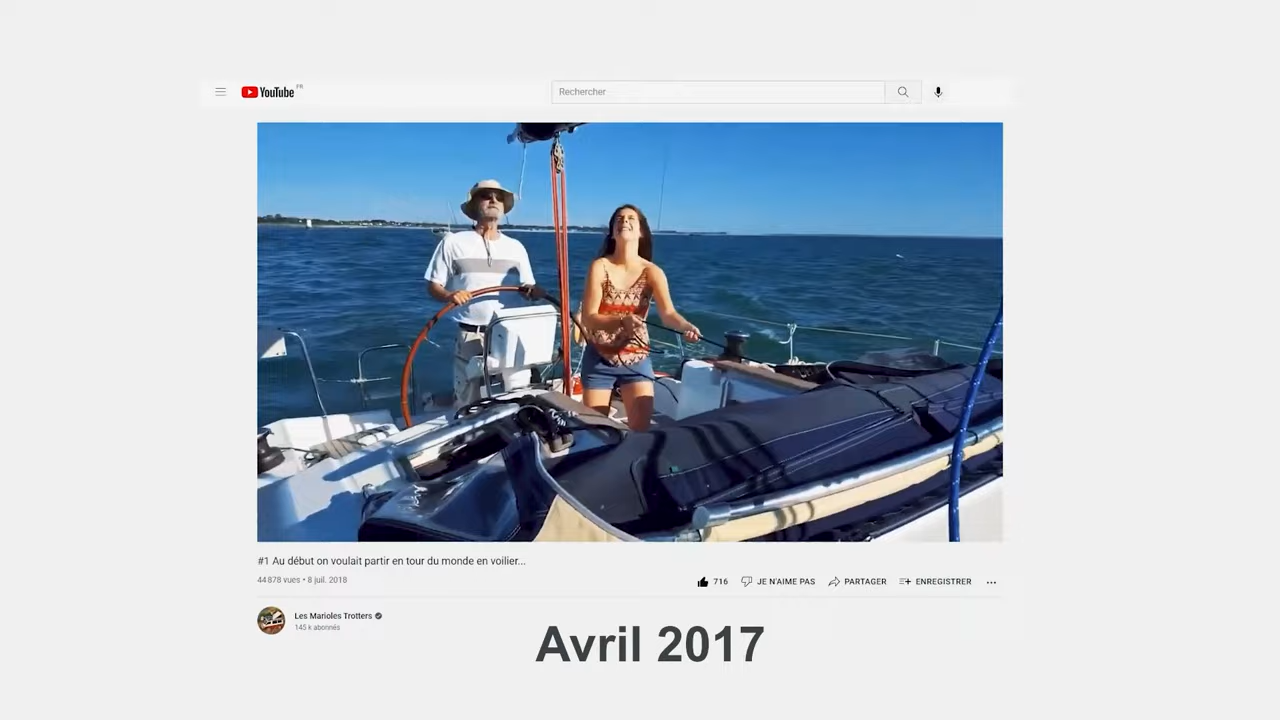 YouTube FR
Rechercher
#1 Au début on voulait partir en tour du monde en voilier...
44 878 vues • 8 juil. 2018
716 JE N'AIME PAS PARTAGER ENREGISTRER
Les Marioles Trotters
145 k abonnés
Avril 2017